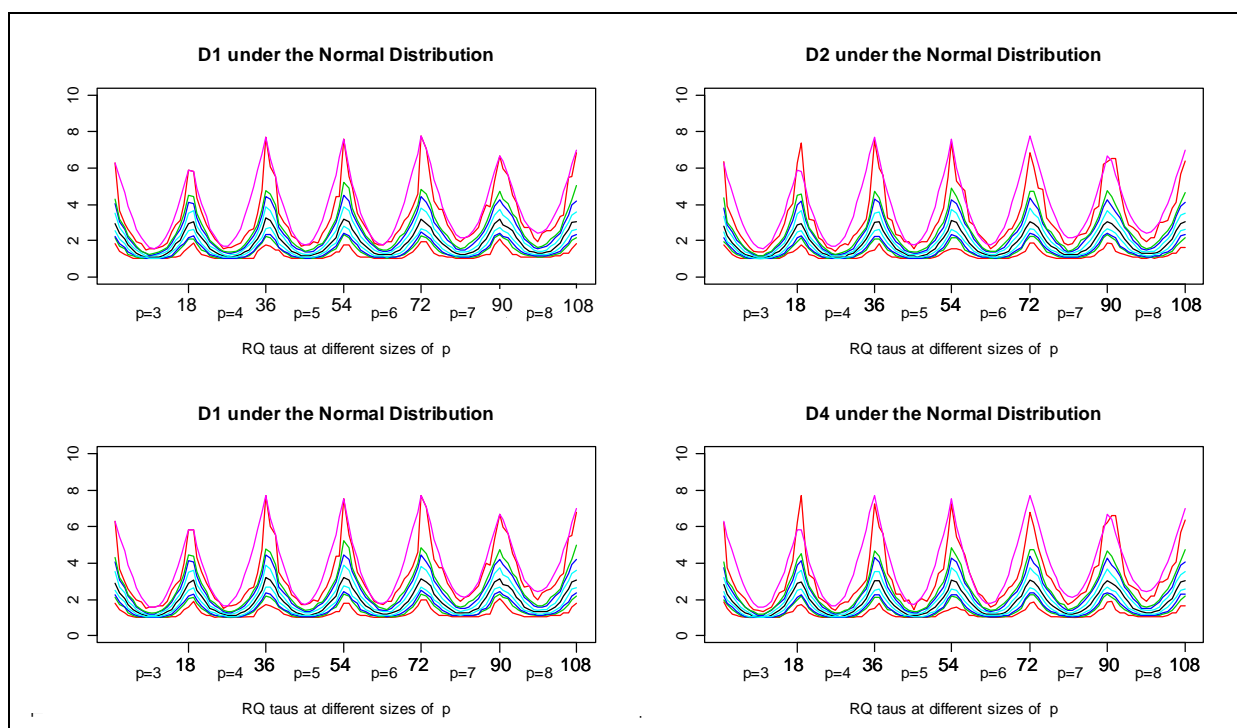 D1 under the Normal Distribution
10
8
6
4
2
0
18 36 54 72 90 108
p=3 p=4 p=5 p=6 p=7 p=8
RQ taus at different sizes of p
D2 under the Normal Distribution
10
8
6
4
2
0
18 36 54 72 90 108
p=3 p=4 p=5 p=6 p=7 p=8
RQ taus at different sizes of p
D1 under the Normal Distribution
10
8
6
4
2
0
18 36 54 72 90 108
p=3 p=4 p=5 p=6 p=7 p=8
RQ taus at different sizes of p
D4 under the Normal Distribution
10
8
6
4
2
0
18 36 54 72 90 108
p=3 p=4 p=5 p=6 p=7 p=8
RQ taus at different sizes of p